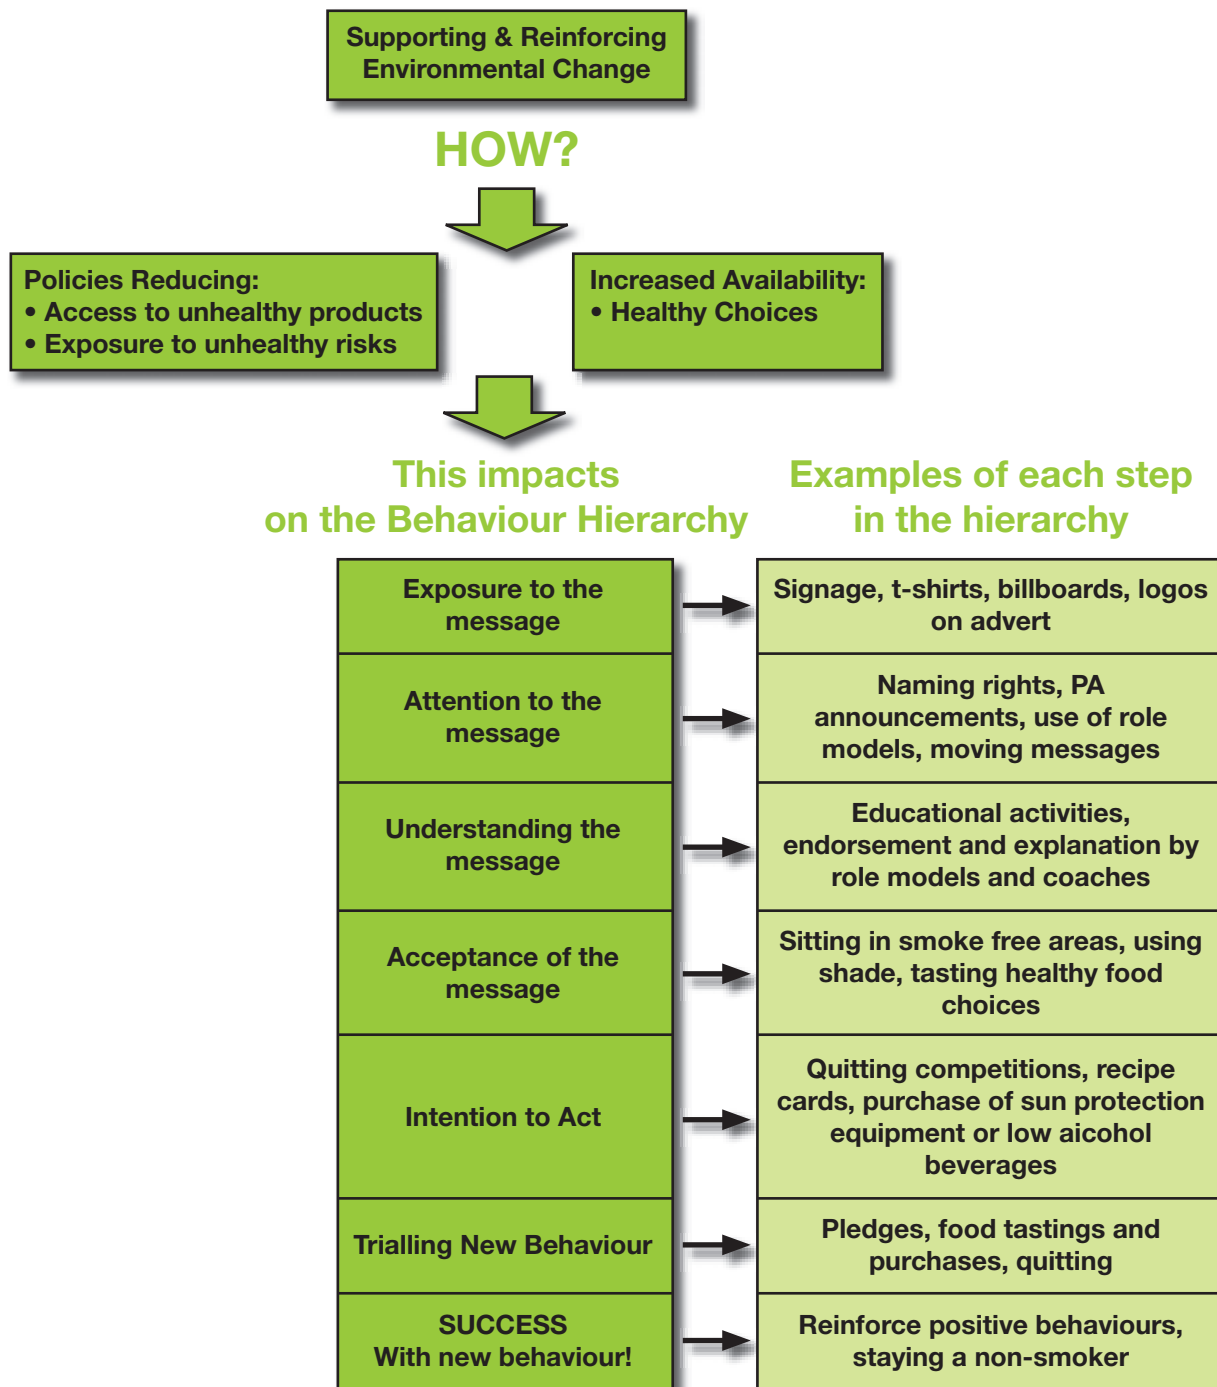 Supporting & Reinforcing
Environmental Change
HOW?
Policies Reducing:
• Access to unhealthy products
• Exposure to unhealthy risks
Increased Availability:
• Healthy Choices
This impacts
on the Behaviour Hierarchy
Examples of each step
in the hierarchy
Exposure to the
message
Signage, t-shirts, billboards, logos
on advert
Attention to the
message
Naming rights, PA
announcements, use of role
models, moving messages
Understanding the
message
Educational activities,
endorsement and explanation by
role models and coaches
Acceptance of the
message
Sitting in smoke free areas, using
shade, tasting healthy food
choices
Intention to Act
Quitting competitions, recipe
cards, purchase of sun protection
equipment or low aicohol
beverages
Trialling New Behaviour
Pledges, food tastings and
purchases, quitting
SUCCESS
With new behaviour!
Reinforce positive behaviours,
staying a non-smoker